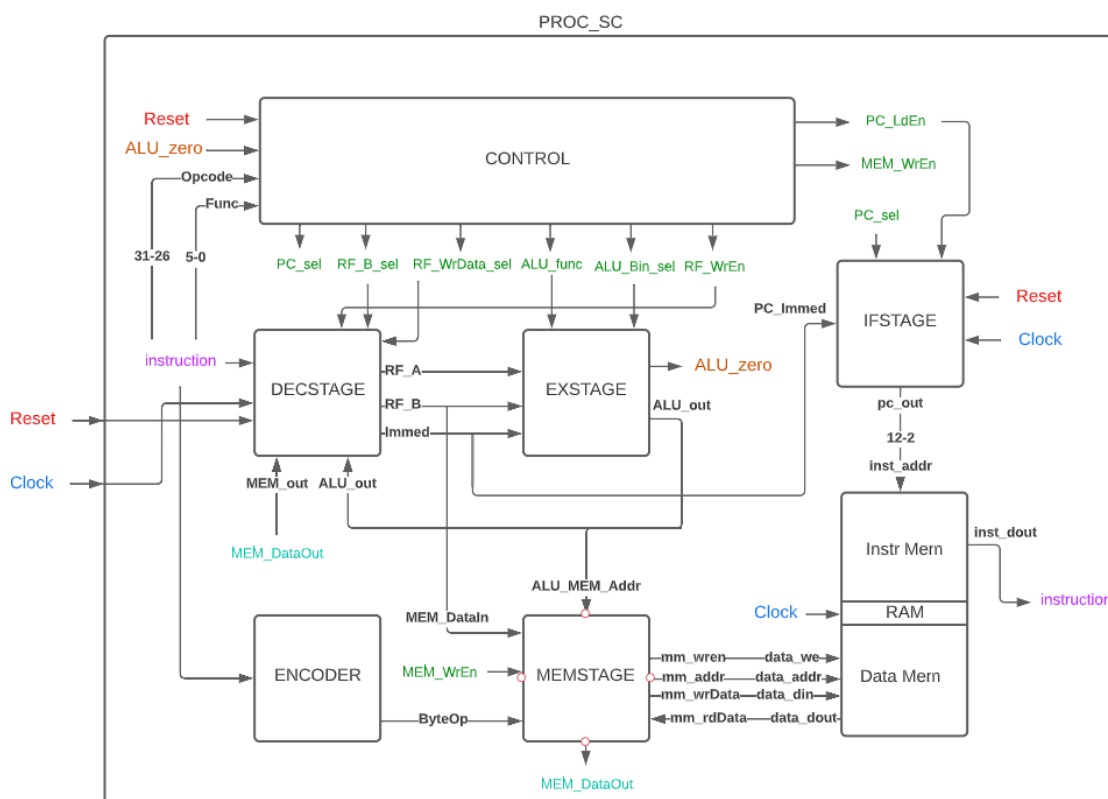 PROC_SC
Reset
ALU_zero
Opcode
Func
31-26
5-0
CONTROL
PC_LdEn
MEM_WrEn
PC_sel
PC_sel
RF_B_sel
RF_WrData_sel
ALU_func
ALU_Bin_sel
RF_WrEn
PC_Immed
IFSTAGE
Reset
Clock
instruction
DECSTAGE
RF_A
RF_B
Immed
EXSTAGE
ALU_zero
ALU_out
Reset
Clock
MEM_out
ALU_out
MEM_DataOut
pc_out
12-2
inst_addr
Instr Mem
inst_dout
instruction
Clock
RAM
Data Mem
ALU_MEM_Addr
MEM_DataIn
MEM_WrEn
ENCODER
ByteOp
MEMSTAGE
mm_wren data_we
mm_addr data_addr
mm_wrData data_din
mm_rdData data_dout
MEM_DataOut